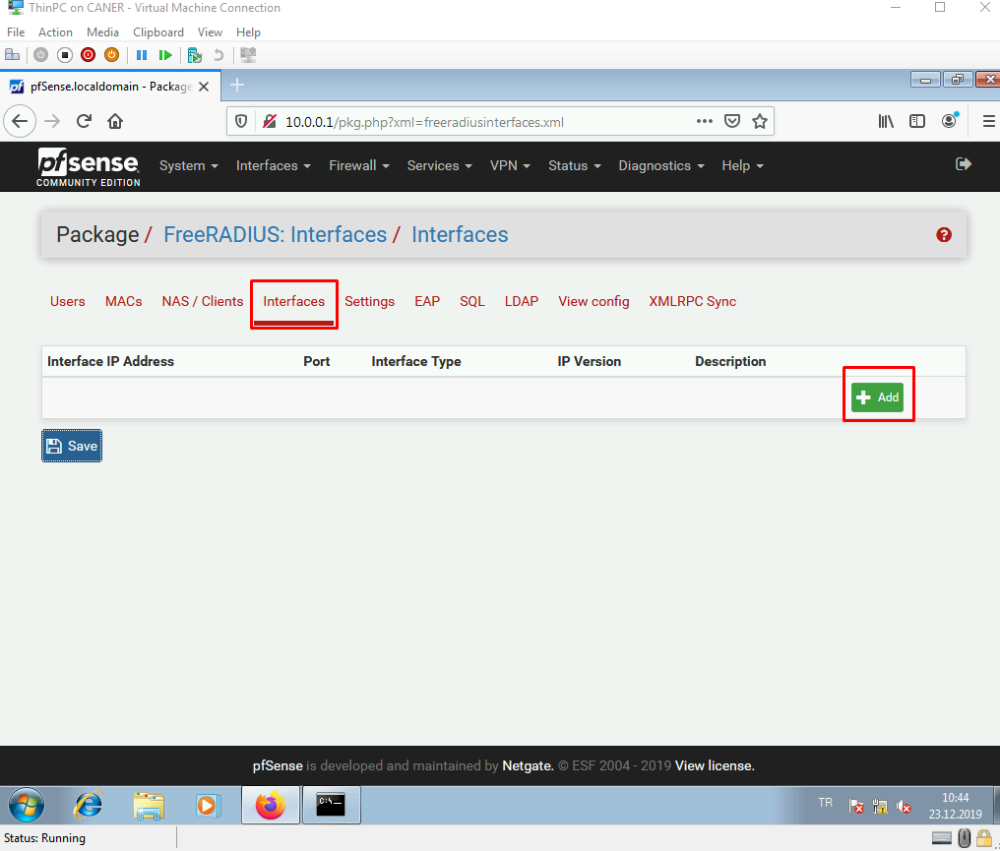 ThinPC on CANER - Virtual Machine Connection
File Action Media Clipboard View Help
pfSense.localdomain - Package
10.0.0.1/pkg.php?xml=freeradiusinterfaces.xml
pfsense
COMMUNITY EDITION
System Interfaces Firewall Services VPN Status Diagnostics Help
Package / FreeRADIUS: Interfaces / Interfaces
Users MACs NAS / Clients Interfaces Settings EAP SQL LDAP View config XMLRPC Sync
Interface IP Address Port Interface Type IP Version Description
Add
Save
pfSense is developed and maintained by Netgate. © ESF 2004 - 2019 View license.
C:\
TR
10:44
23.12.2019
Status: Running